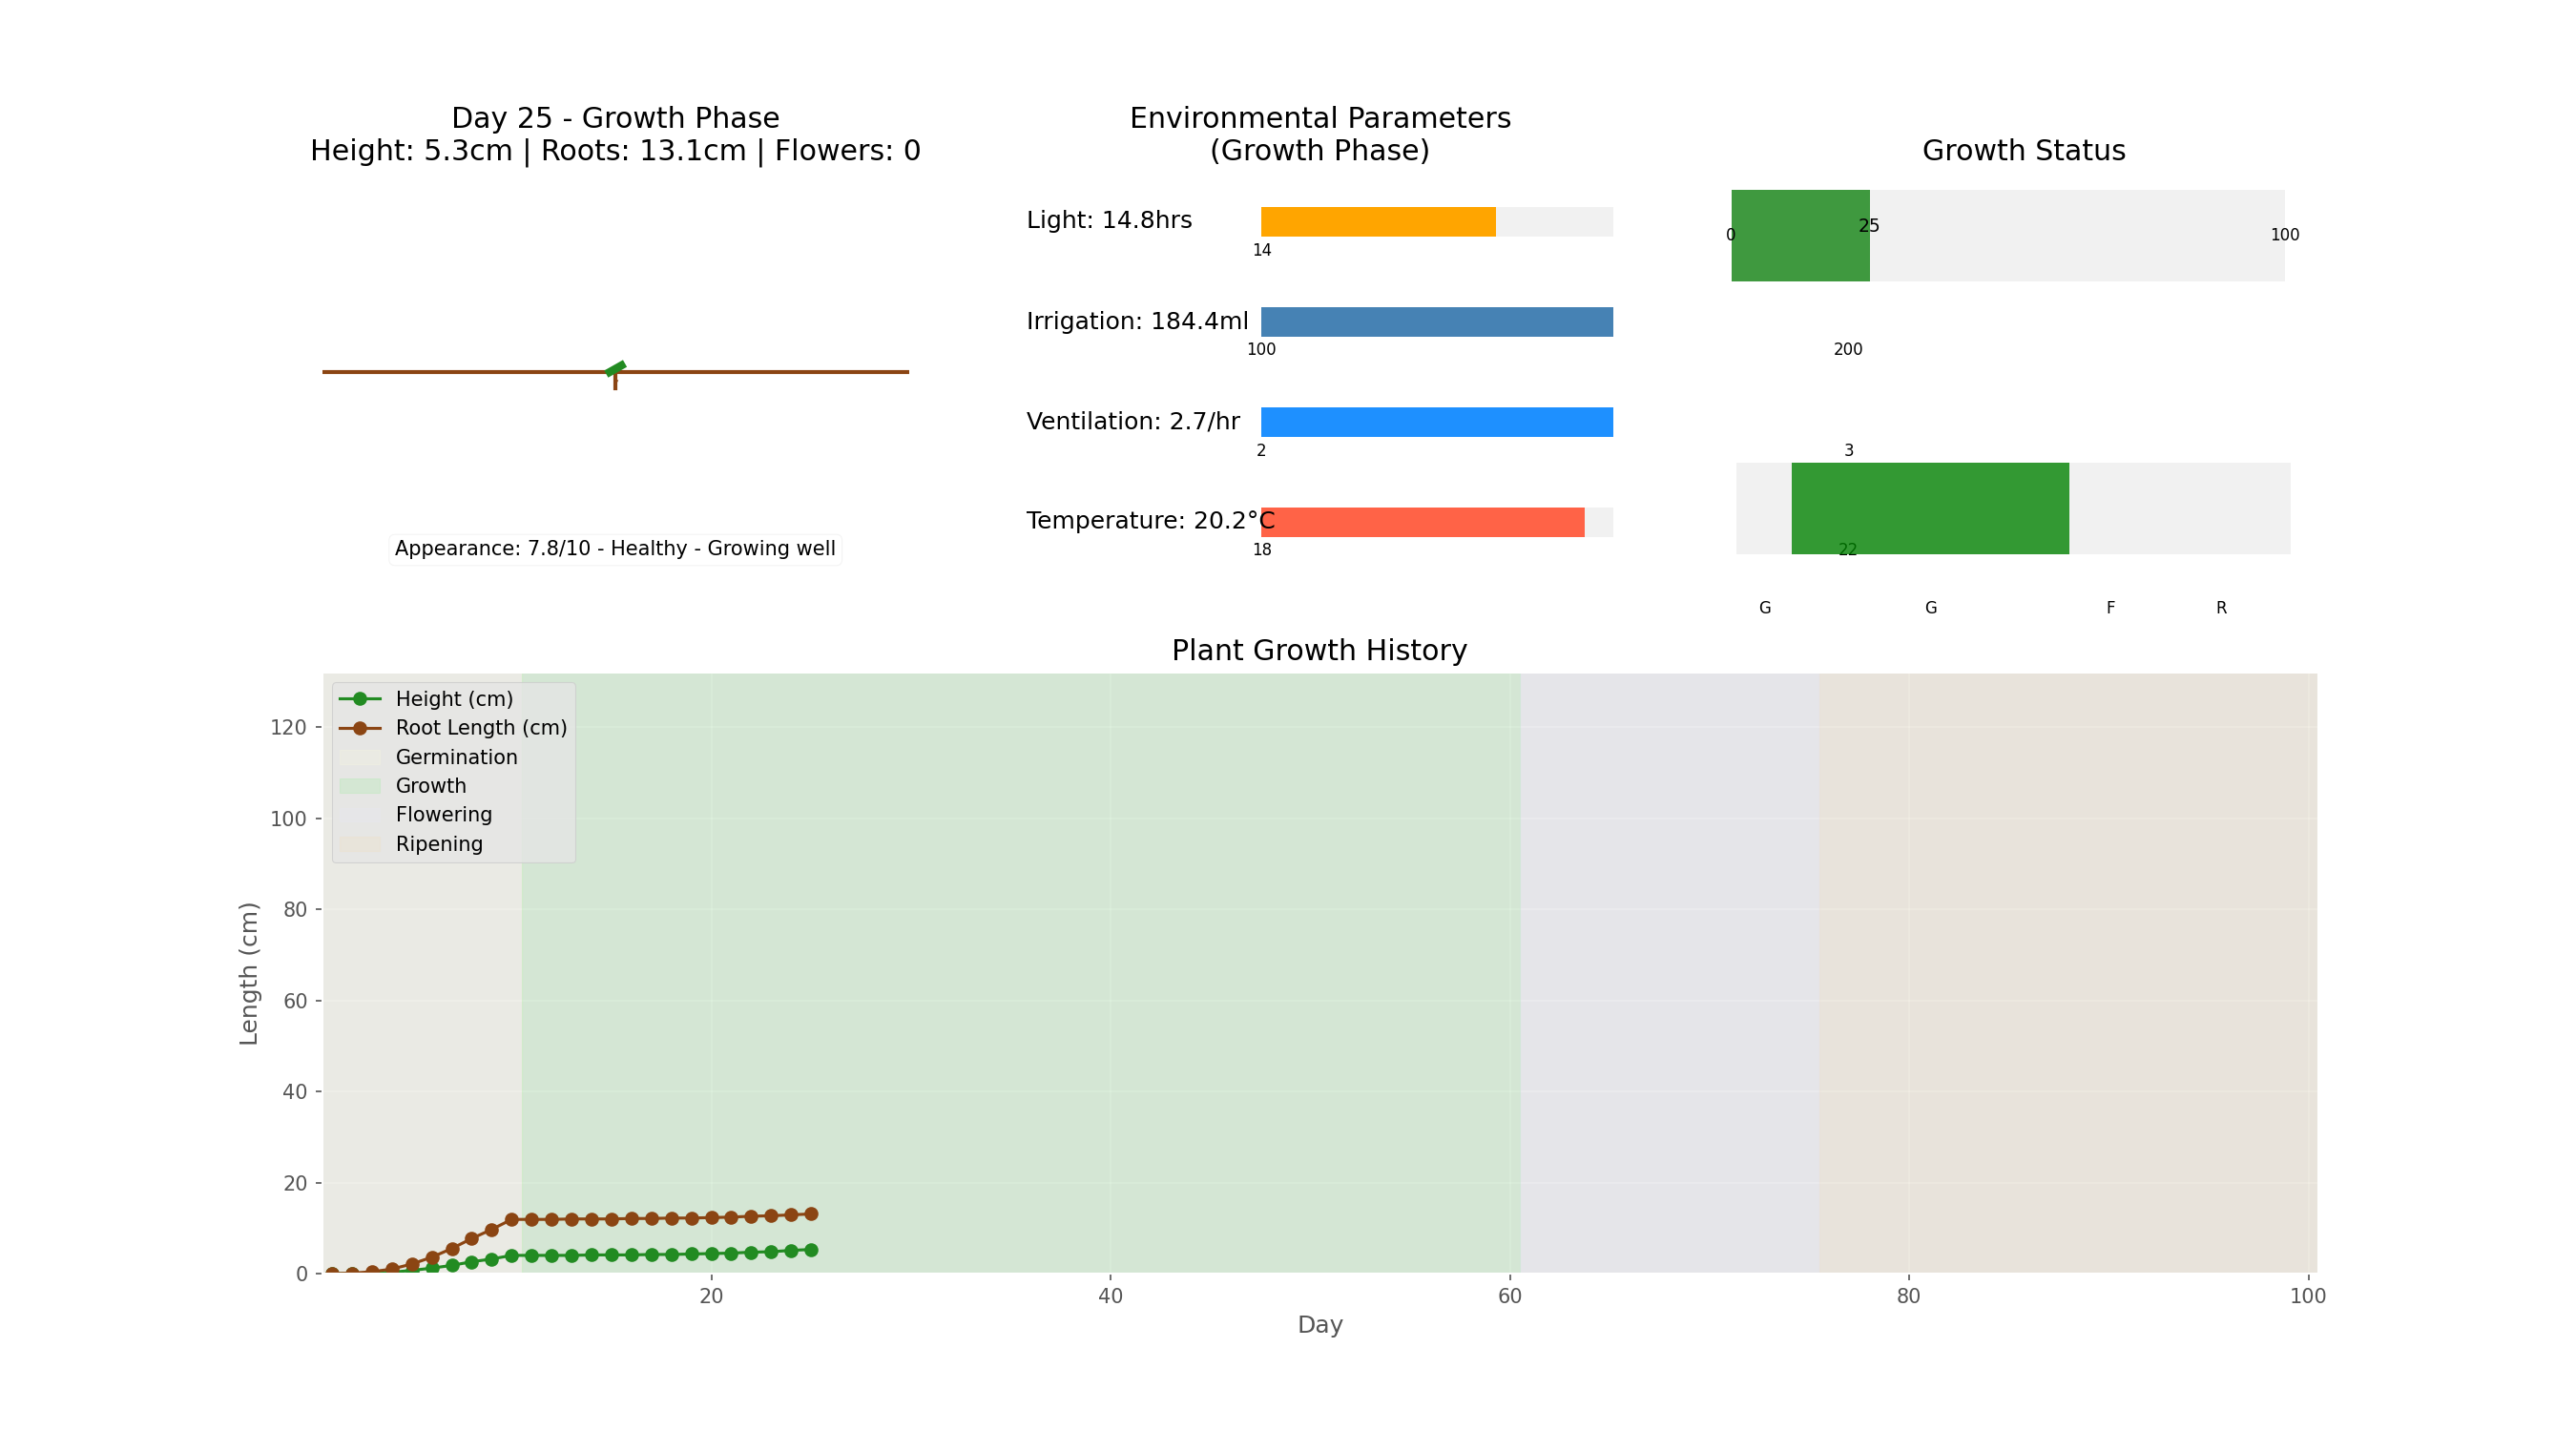 Day 25 - Growth Phase
Height: 5.3cm | Roots: 13.1cm | Flowers: 0
Appearance: 7.8/10 - Healthy - Growing well
Environmental Parameters
(Growth Phase)
Light: 14.8hrs
14
Irrigation: 184.4ml
100
200
Ventilation: 2.7/hr
2
3
Temperature: 20.2°C
18
22
Growth Status
0
25
100
G
G
F
R
Plant Growth History
Height (cm)
Root Length (cm)
Germination
Growth
Flowering
Ripening
Length (cm)
120
100
80
60
40
20
0
20
40
60
80
100
Day